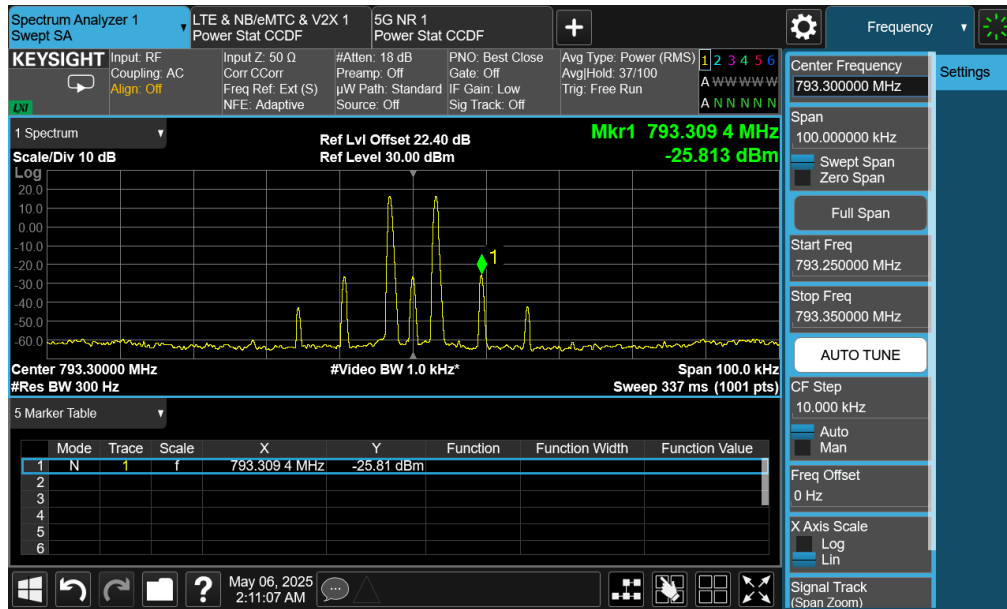 Spectrum Analyzer 1
Swept SA
LTE & NB/eMTC & V2X 1
Power Stat CCDF
5G NR 1
Power Stat CCDF
Frequency
KEYSIGHT
LXI
Input: RF
Coupling: AC
Align: Off
Input Z: 50 Ω
Corr CCorr
Freq Ref: Ext (S)
NFE: Adaptive
#Atten: 18 dB
Preamp: Off
µW Path: Standard
Source: Off
PNO: Best Close
Gate: Off
IF Gain: Low
Sig Track: Off
Avg Type: Power (RMS)
Avg|Hold: 37/100
Trig: Free Run
1 2 3 4 5 6
A W W W W W
A N N N N N
1 Spectrum
Scale/Div 10 dB
Ref Lvl Offset 22.40 dB
Ref Level 30.00 dBm
Mkr1 793.309 4 MHz
-25.813 dBm
Log
20.0
10.0
0.00
-10.0
-20.0
-30.0
-40.0
-50.0
-60.0
1
Center 793.30000 MHz
#Video BW 1.0 kHz*
Span 100.0 kHz
#Res BW 300 Hz
Sweep 337 ms (1001 pts)
5 Marker Table
Mode Trace Scale X Y Function Function Width Function Value
1 N 1 f 793.309 4 MHz -25.81 dBm
2
3
4
5
6
Center Frequency
793.300000 MHz
Span
100.000000 kHz
Swept Span
Zero Span
Full Span
Start Freq
793.250000 MHz
Stop Freq
793.350000 MHz
AUTO TUNE
CF Step
10.000 kHz
Auto
Man
Freq Offset
0 Hz
X Axis Scale
Log
Lin
Signal Track
(Span Zoom)
Settings
?
May 06, 2025
2:11:07 AM